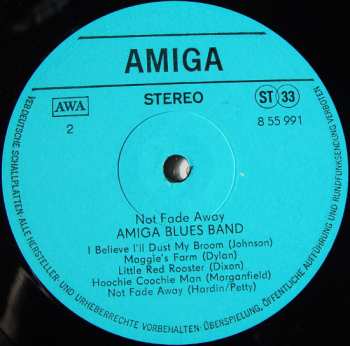 AMIGA
AWA
STEREO
ST 33
2
8 55 991
Not Fade Away
AMIGA BLUES BAND
I Believe I'll Dust My Broom (Johnson)
Maggie's Farm (Dylan)
Little Red Rooster (Dixon)
Hoochie Coochie Man (Morganfield)
Not Fade Away (Hardin/Petty)
VEB DEUTSCHE SCHALLPLATTEN·ALLE HERSTELLER- UND URHEBERRECHTE VORBEHALTEN·ÜBERSPIELUNG, ÖFFENTLICHE AUFFÜHRUNG UND RUNDFUNKSENDUNG VERBOTEN